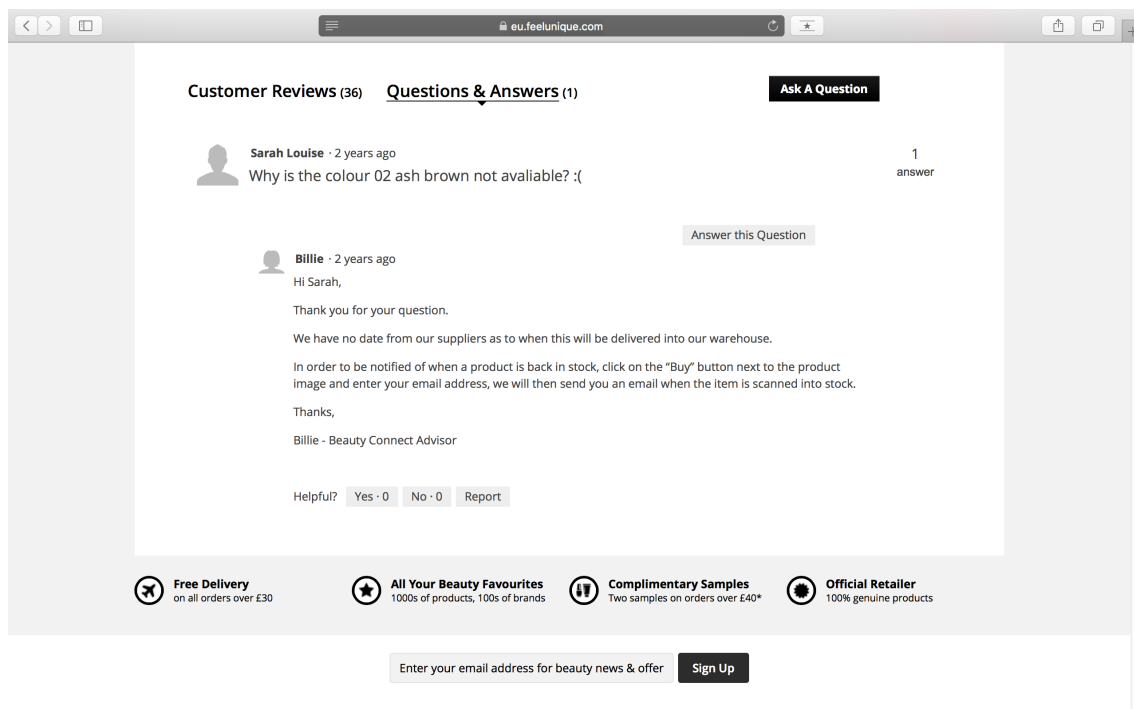 eu.feelunique.com
Customer Reviews (36) Questions & Answers (1) Ask A Question
Sarah Louise · 2 years ago
Why is the colour 02 ash brown not avaliable? :(
1
answer
Answer this Question
Billie · 2 years ago
Hi Sarah,
Thank you for your question.
We have no date from our suppliers as to when this will be delivered into our warehouse.
In order to be notified of when a product is back in stock, click on the “Buy” button next to the product
image and enter your email address, we will then send you an email when the item is scanned into stock.
Thanks,
Billie - Beauty Connect Advisor
Helpful? Yes · 0 No · 0 Report
Free Delivery
on all orders over £30
All Your Beauty Favourites
1000s of products, 100s of brands
Complimentary Samples
Two samples on orders over £40*
Official Retailer
100% genuine products
Enter your email address for beauty news & offer Sign Up